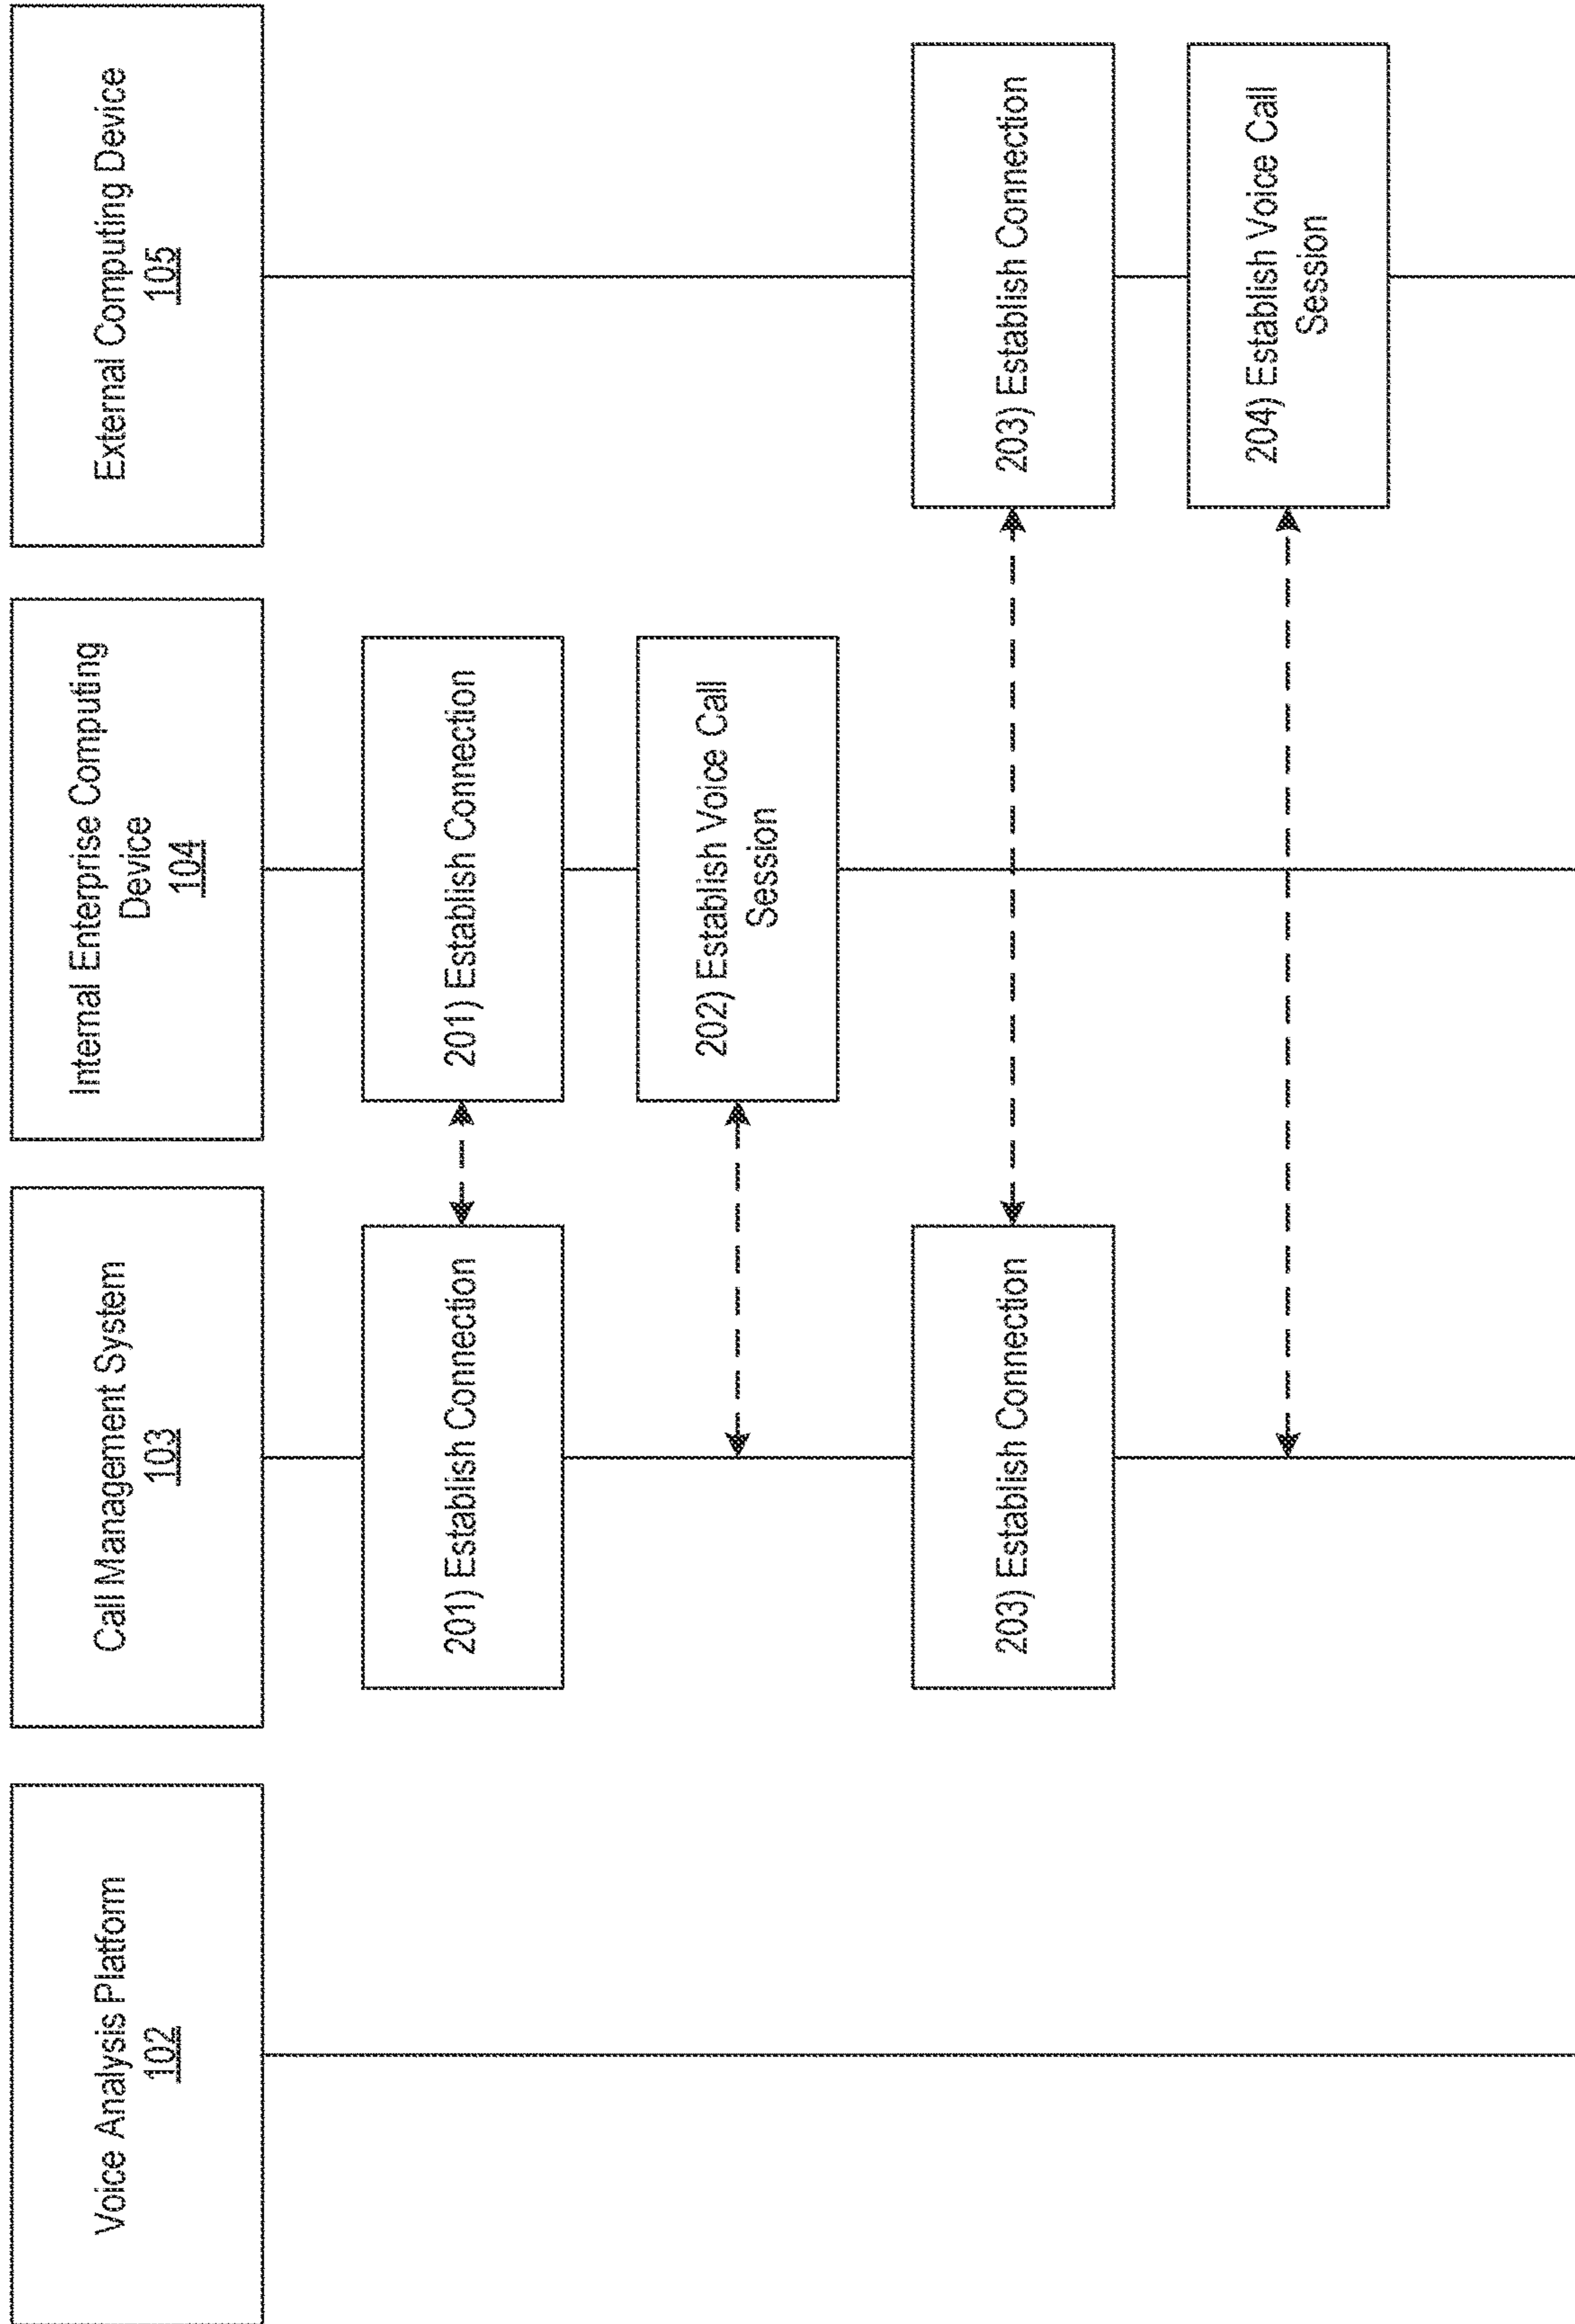 Voice Analysis Platform
102
Call Management System
103
Internal Enterprise Computing
Device
104
External Computing Device
105
201) Establish Connection
201) Establish Connection
202) Establish Voice Call
Session
203) Establish Connection
203) Establish Connection
204) Establish Voice Call
Session